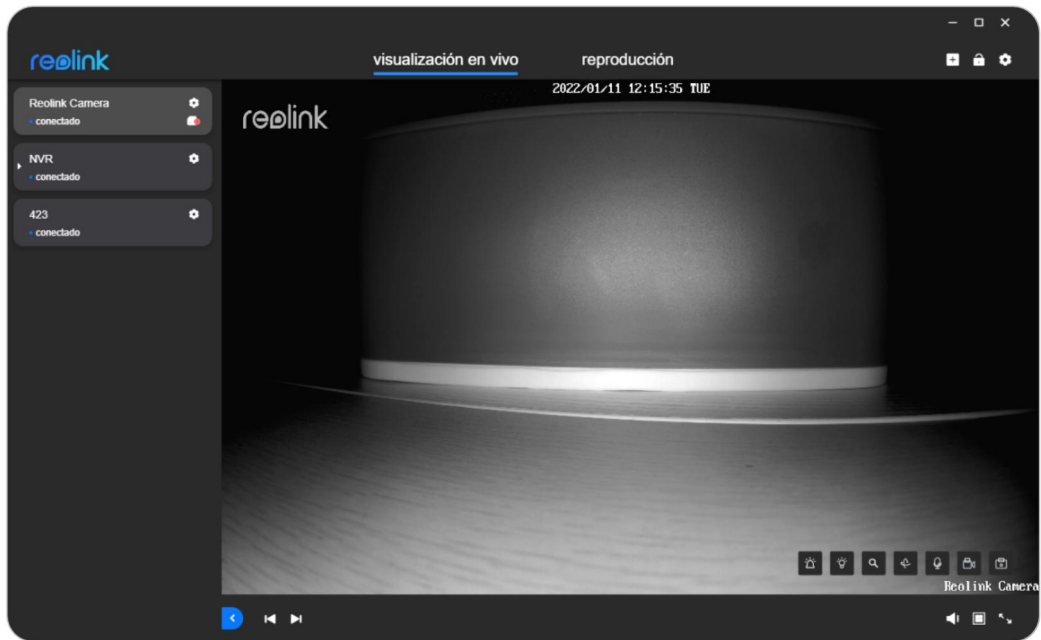 reolink
visualización en vivo
reproducción
Reolink Camera
conectado
NVR
conectado
423
conectado
2022/01/11 12:15:35 TUE
reolink
Reolink Camera